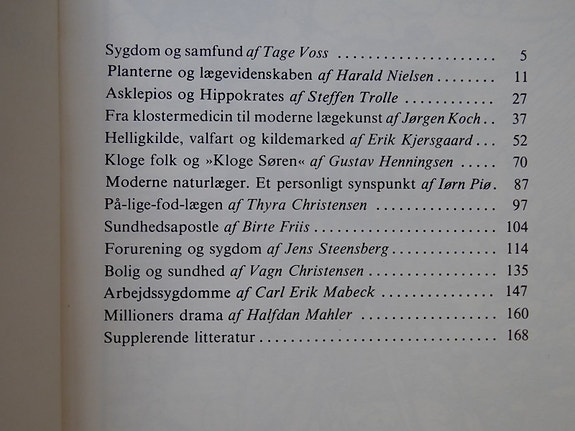 Sygdom og samfund af Tage Voss ..................... 5
Planterne og lægevidenskaben af Harald Nielsen........ 11
Asklepios og Hippokrates af Steffen Trolle ............. 27
Fra klostermedicin til moderne lægekunst af Jørgen Koch.. 37
Helligkilde, valfart og kildemarked af Erik Kjersgaard... 52
Kloge folk og »Kloge Søren« af Gustav Henningsen ..... 70
Moderne naturlæger. Et personligt synspunkt af Iørn Piø. 87
På-lige-fod-lægen af Thyra Christensen ................ 97
Sundhedsapostle af Birte Friis....................... 104
Forurening og sygdom af Jens Steensberg............. 114
Bolig og sundhed af Vagn Christensen................ 135
Arbejdssygdomme af Carl Erik Mabeck ............... 147
Millioners drama af Halfdan Mahler ................. 160
Supplerende litteratur.............................. 168